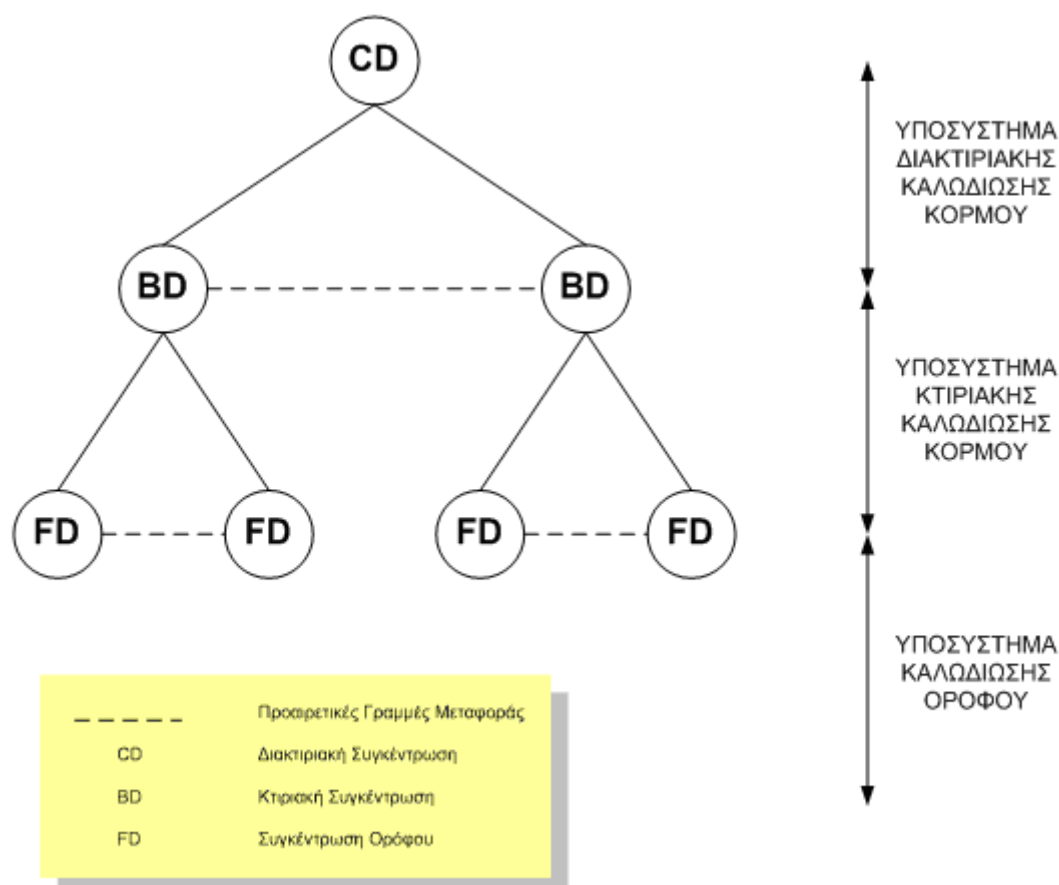 CD
ΥΠΟΣΥΣΤΗΜΑ
ΔΙΑΚΤΙΡΙΑΚΗΣ
ΚΑΛΩΔΙΩΣΗΣ
ΚΟΡΜΟΥ
BD
BD
ΥΠΟΣΥΣΤΗΜΑ
ΚΤΙΡΙΑΚΗΣ
ΚΑΛΩΔΙΩΣΗΣ
ΚΟΡΜΟΥ
FD
FD
FD
FD
ΥΠΟΣΥΣΤΗΜΑ
ΚΑΛΩΔΙΩΣΗΣ
ΟΡΟΦΟΥ
Προαιρετικές Γραμμές Μεταφοράς
CD Διακτιριακή Συγκέντρωση
BD Κτιριακή Συγκέντρωση
FD Συγκέντρωση Ορόφου